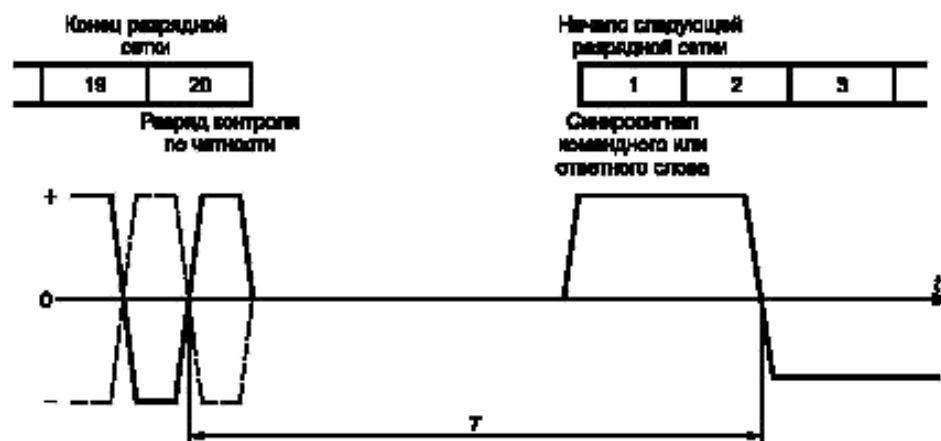 Конец разрядной
сетки
Начало следующей
разрядной сетки
19
20
1
2
3
Разряд контроля
по четности
Синхросигнал
командного или
ответного слова
+
0
t
−
T